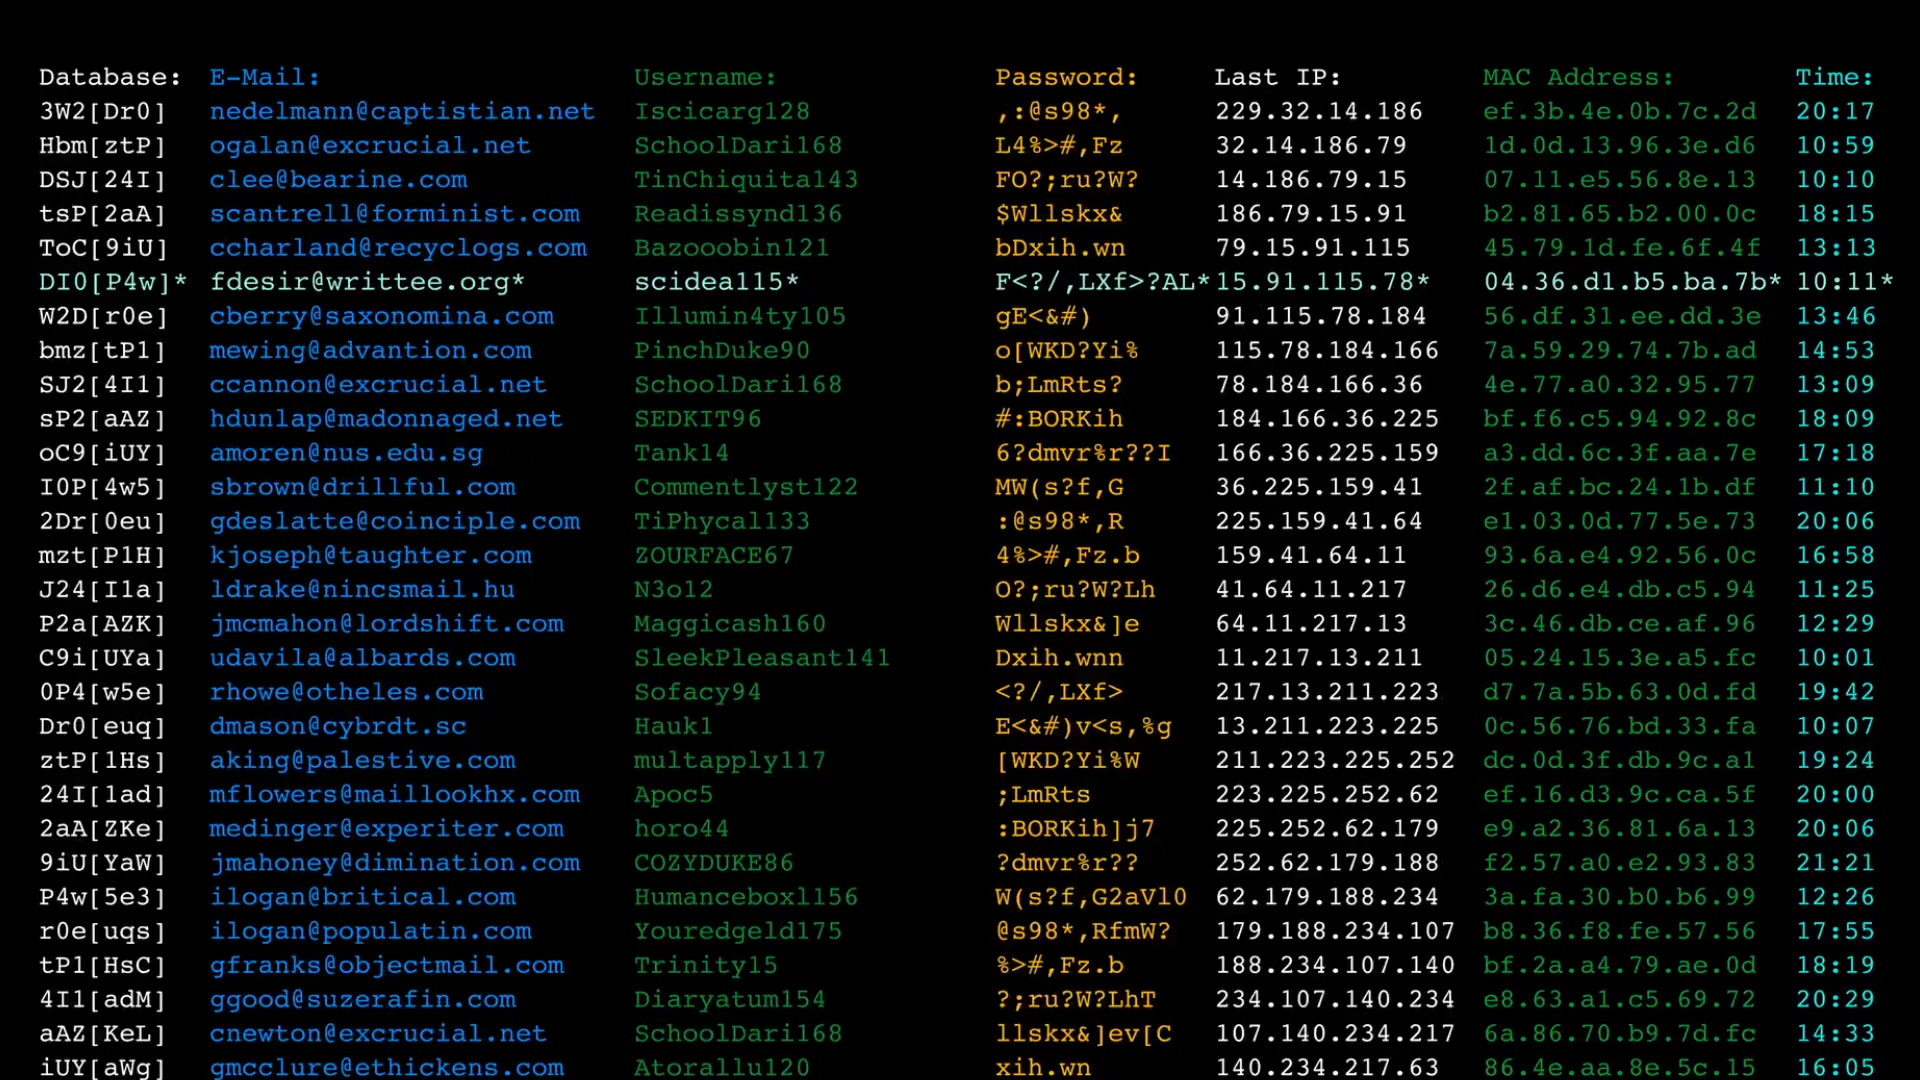 Database: E-Mail: Username: Password: Last IP: MAC Address: Time:
3W2[Dr0] nedelmann@captistian.net Iscicarg128 ,:@s98*, 229.32.14.186 ef.3b.4e.0b.7c.2d 20:17
Hbm[ztP] ogalan@excrucial.net SchoolDari168 L4%>#,Fz 32.14.186.79 1d.0d.13.96.3e.d6 10:59
DSJ[24I] clee@bearine.com TinChiquita143 FO?;ru?W? 14.186.79.15 07.11.e5.56.8e.13 10:10
tsP[2aA] scantrell@forminist.com Readissynd136 $Wllskx& 186.79.15.91 b2.81.65.b2.00.0c 18:15
ToC[9iU] ccharland@recyclogs.com Bazooobin121 bDxih.wn 79.15.91.115 45.79.1d.fe.6f.4f 13:13
DI0[P4w]* fdesir@writtee.org* scidea115* F<?/,LXf>?AL* 15.91.115.78* 04.36.d1.b5.ba.7b* 10:11*
W2D[r0e] cberry@saxonomina.com Illumin4ty105 gE<&#) 91.115.78.184 56.df.31.ee.dd.3e 13:46
bmz[tP1] mewing@advantion.com PinchDuke90 o[WKD?Yi% 115.78.184.166 7a.59.29.74.7b.ad 14:53
SJ2[4I1] ccannon@excrucial.net SchoolDari168 b;LmRts? 78.184.166.36 4e.77.a0.32.95.77 13:09
sP2[aAZ] hdunlap@madonnaged.net SEDKIT96 #:BORKih 184.166.36.225 bf.f6.c5.94.92.8c 18:09
oC9[iUY] amoren@nus.edu.sg Tank14 6?dmvr%r??I 166.36.225.159 a3.dd.6c.3f.aa.7e 17:18
I0P[4w5] sbrown@drillful.com Commentlyst122 MW(s?f,G 36.225.159.41 2f.af.bc.24.1b.df 11:10
2Dr[0eu] gdeslatte@coinciple.com TiPhycal133 :@s98*,R 225.159.41.64 e1.03.0d.77.5e.73 20:06
mzt[P1H] kjoseph@taughter.com ZOURFACE67 4%>#,Fz.b 159.41.64.11 93.6a.e4.92.56.0c 16:58
J24[I1a] ldrake@nincsmail.hu N3o12 O?;ru?W?Lh 41.64.11.217 26.d6.e4.db.c5.94 11:25
P2a[AZK] jmcmahon@lordshift.com Maggicash160 Wllskx&]e 64.11.217.13 3c.46.db.ce.af.96 12:29
C9i[UYa] udavila@albards.com SleekPleasant141 Dxih.wnn 11.217.13.211 05.24.15.3e.a5.fc 10:01
0P4[w5e] rhowe@otheles.com Sofacy94 <?/,LXf> 217.13.211.223 d7.7a.5b.63.0d.fd 19:42
Dr0[euq] dmason@cybrdt.sc Hauk1 E<&#)v<s,%g 13.211.223.225 0c.56.76.bd.33.fa 10:07
ztP[1Hs] aking@palestive.com multapply117 [WKD?Yi%W 211.223.225.252 dc.0d.3f.db.9c.a1 19:24
24I[1ad] mflowers@maillookhx.com Apoc5 ;LmRts 223.225.252.62 ef.16.d3.9c.ca.5f 20:00
2aA[ZKe] medinger@experiter.com horo44 :BORKih]j7 225.252.62.179 e9.a2.36.81.6a.13 20:06
9iU[YaW] jmahoney@dimination.com COZYDUKE86 ?dmvr%r?? 252.62.179.188 f2.57.a0.e2.93.83 21:21
P4w[5e3] ilogan@britical.com Humanceboxl156 W(s?f,G2aVl0 62.179.188.234 3a.fa.30.b0.b6.99 12:26
r0e[uqs] ilogan@populatin.com Youredgeld175 @s98*,RfmW? 179.188.234.107 b8.36.f8.fe.57.56 17:55
tP1[HsC] gfranks@objectmail.com Trinity15 %>#,Fz.b 188.234.107.140 bf.2a.a4.79.ae.0d 18:19
4I1[adM] ggood@suzerafin.com Diaryatum154 ?;ru?W?LhT 234.107.140.234 e8.63.a1.c5.69.72 20:29
aAZ[KeL] cnewton@excrucial.net SchoolDari168 llskx&]ev[C 107.140.234.217 6a.86.70.b9.7d.fc 14:33
iUY[aWg] gmcclure@ethickens.com Atorallu120 xih.wn 140.234.217.63 86.4e.aa.8e.5c.15 16:05